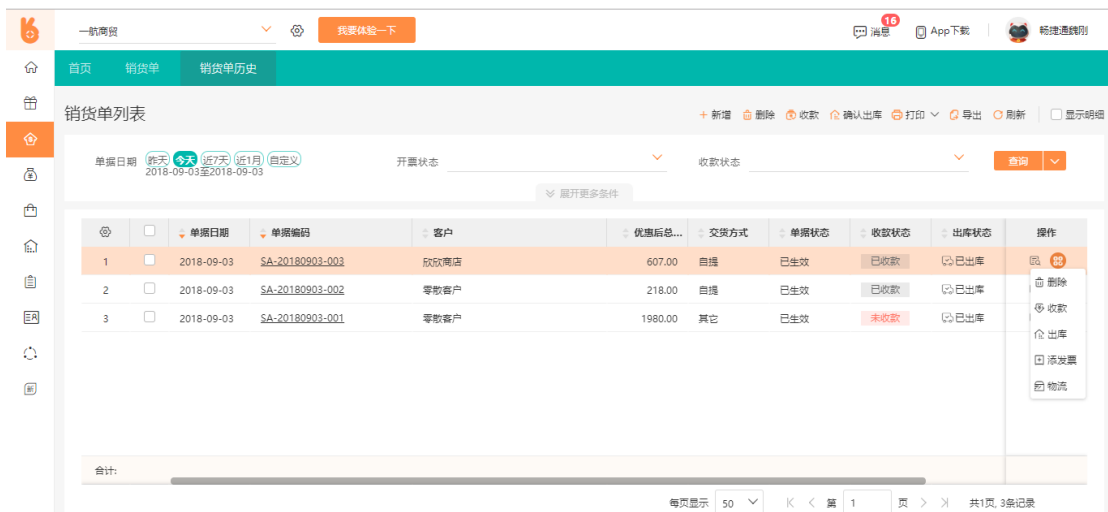 一航商贸 我要体验一下 16 消息 App下载 畅捷通魏刚
首页 销货单 销货单历史
销货单列表 新增 删除 收款 确认出库 打印 导出 刷新 显示明细
单据日期 昨天 今天 近7天 近1月 自定义 开票状态 收款状态 查询
2018-09-03至2018-09-03
展开更多条件
单据日期 单据编码 客户 优惠后总... 交货方式 单据状态 收款状态 出库状态 操作
1 2018-09-03 SA-20180903-003 欣欣商店 607.00 自提 已生效 已收款 已出库
2 2018-09-03 SA-20180903-002 零散客户 218.00 自提 已生效 已收款 已出库
3 2018-09-03 SA-20180903-001 零散客户 1980.00 其它 已生效 未收款 已出库
删除
收款
出库
添发票
物流
合计:
每页显示 50 第 1 页 共1页, 3条记录